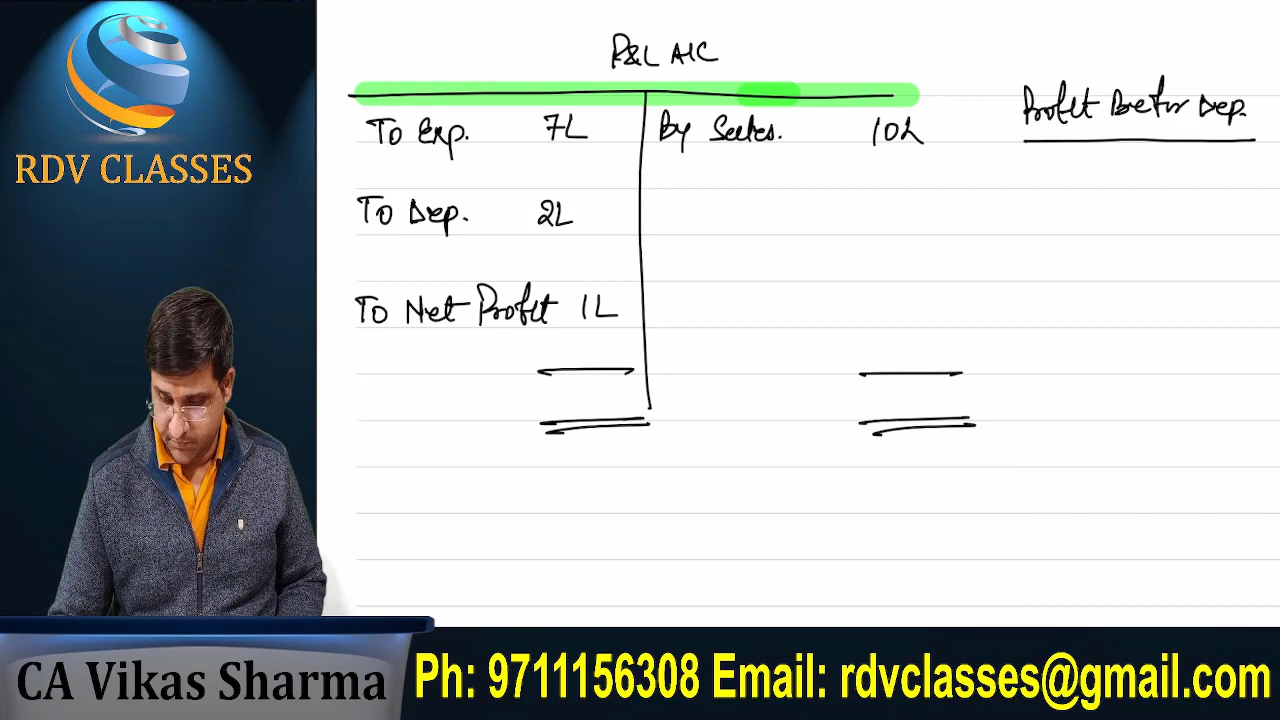 RDV CLASSES
P&L A/C
To Exp. 7L By Sales. 10L
Profit Before Dep.
To Dep. 2L
To Net Profit 1L
CA Vikas Sharma
Ph: 9711156308 Email: rdvclasses@gmail.com